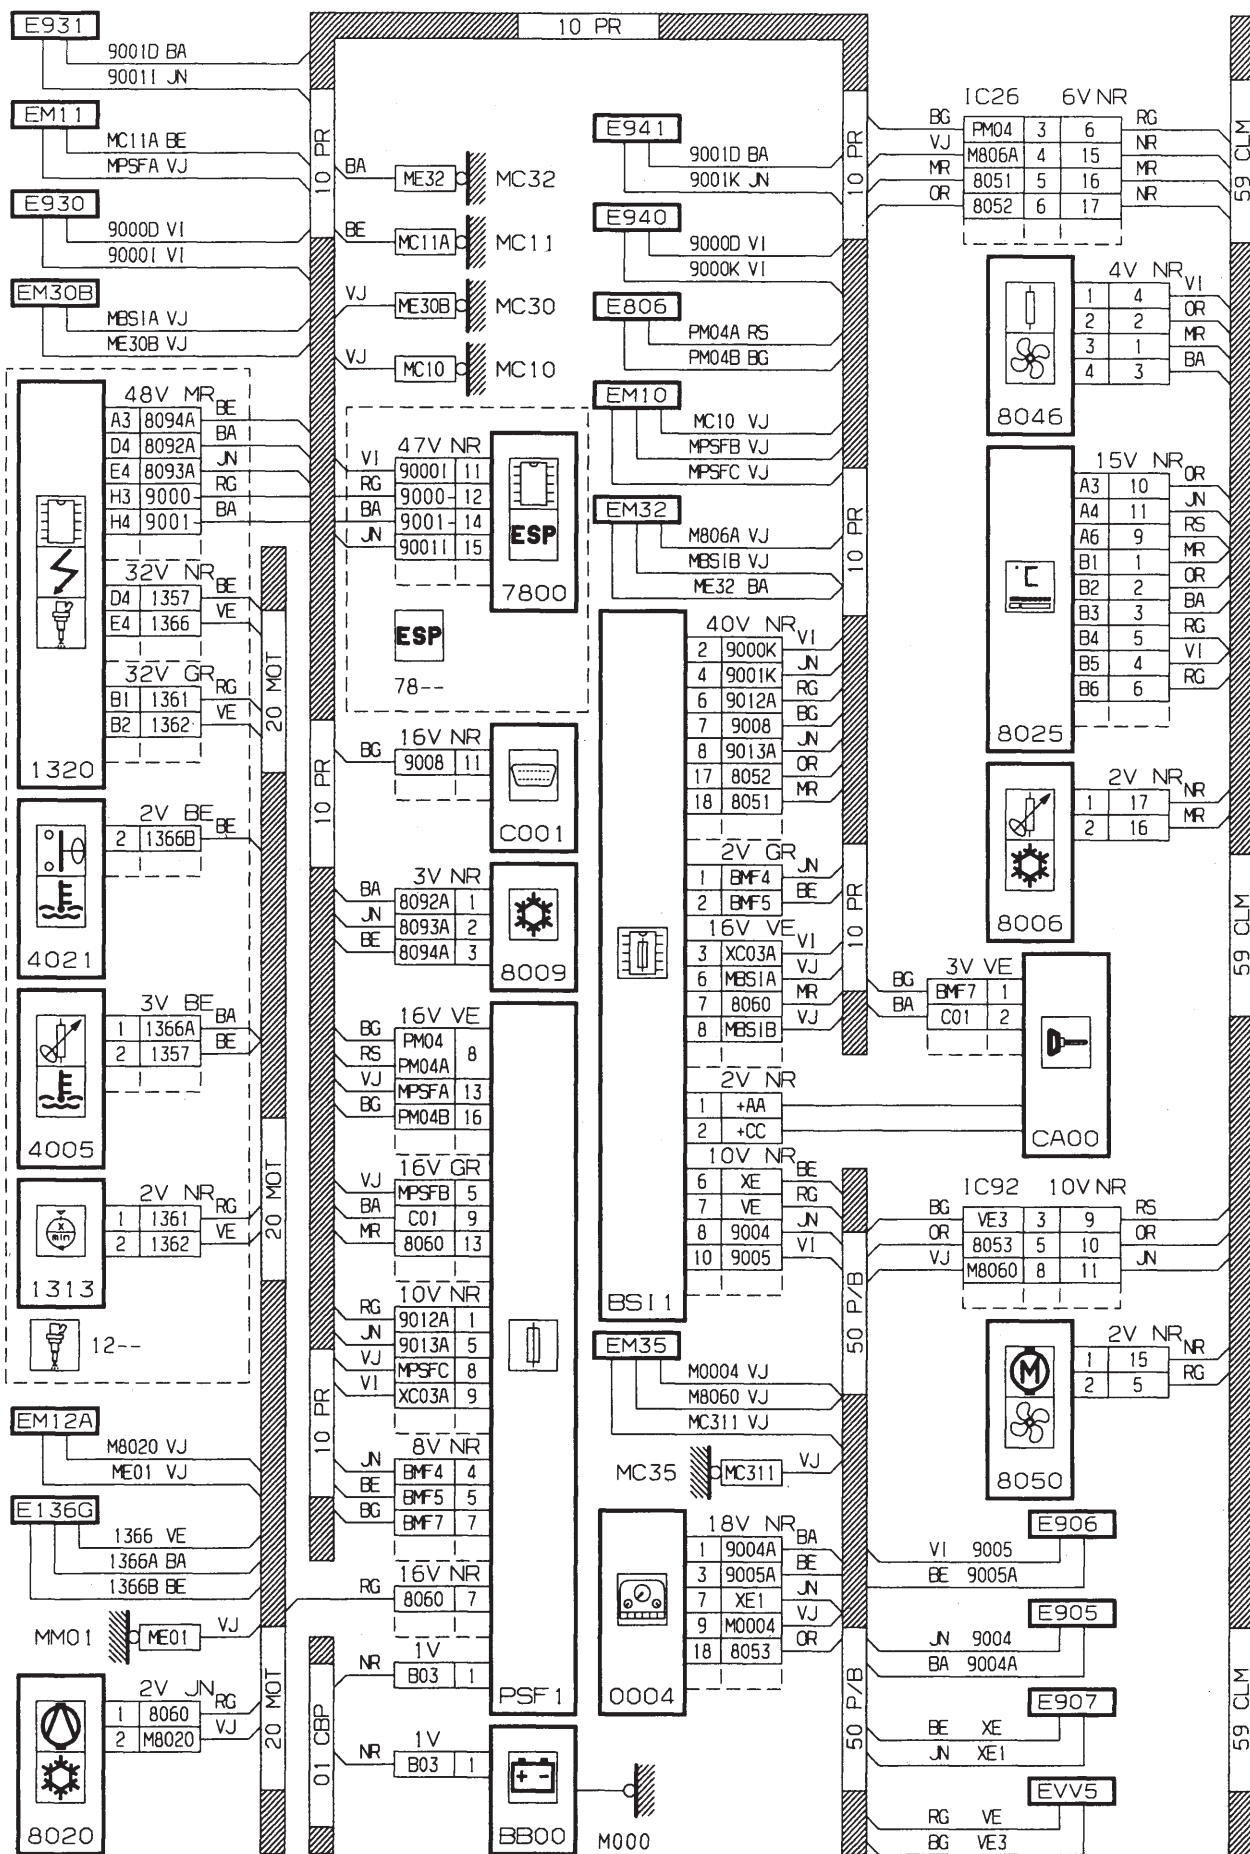 10 PR
E931
9001D BA
9001I JN
EM11
MC11A BE
MPSFA VJ
E930
9000D VI
9000I VI
EM30B
MBSIA VJ
ME30B VJ
48V MR
A3 8094A BE
D4 8092A BA
E4 8093A JN
H3 9000- RG
H4 9001- BA
32V NR
D4 1357 BE
E4 1366 VE
32V GR
B1 1361 RG
B2 1362 VE
1320
2V BE
2 1366B BE
4021
3V BE
1 1366A BA
2 1357 BE
4005
2V NR
1 1361 RG
2 1362 VE
x
min
1313
12--
EM12A
M8020 VJ
ME01 VJ
E136G
1366 VE
1366A BA
1366B BE
MM01 ME01 VJ
2V JN
1 8060 RG
2 M8020 VJ
8020
20 MOT
20 MOT
20 MOT
10 PR
10 PR
10 PR
01 CBP
BA ME32 MC32
BE MC11A MC11
VJ ME30B MC30
VJ MC10 MC10
47V NR
VI 9000I 11
RG 9000- 12
BA 9001- 14
JN 9001I 15
ESP
7800
ESP
78--
16V NR
BG 9008 11
C001
3V NR
BA 8092A 1
JN 8093A 2
BE 8094A 3
8009
16V VE
BG PM04 8
RS PM04A
VJ MPSFA 13
BG PM04B 16
16V GR
VJ MPSFB 5
BA C01 9
MR 8060 13
10V NR
RG 9012A 1
JN 9013A 5
VJ MPSFC 8
VI XC03A 9
8V NR
JN BMF4 4
BE BMF5 5
BG BMF7 7
16V NR
RG 8060 7
1V
NR B03 1
PSF1
1V
NR B03 1
+ -
BB00
M000
E941
9001D BA
9001K JN
E940
9000D VI
9000K VI
E806
PM04A RS
PM04B BG
EM10
MC10 VJ
MPSFB VJ
MPSFC VJ
EM32
M806A VJ
MBSIB VJ
ME32 BA
40V NR
2 9000K VI
4 9001K JN
6 9012A RG
7 9008 BG
8 9013A JN
17 8052 OR
18 8051 MR
2V GR
1 BMF4 JN
2 BMF5 BE
16V VE
3 XC03A VI
6 MBSIA VJ
7 8060 MR
8 MBSIB VJ
2V NR
1 +AA
2 +CC
10V NR
6 XE BE
7 VE RG
8 9004 JN
10 9005 VI
BSI1
EM35
M0004 VJ
M8060 VJ
MC311 VJ
MC35 MC311 VJ
18V NR
1 9004A BA
3 9005A BE
7 XE1 JN
9 M0004 VJ
18 8053 OR
0004
10 PR
10 PR
10 PR
50 P/B
50 P/B
IC26 6V NR
BG PM04 3 6 RG
VJ M806A 4 15 NR
MR 8051 5 16 MR
OR 8052 6 17 NR
4V NR
1 4 VI
2 2 OR
3 1 MR
4 3 BA
8046
15V NR
A3 10 OR
A4 11 JN
A6 9 RS
B1 1 MR
B2 2 OR
B3 3 BA
B4 5 RG
B5 4 VI
B6 6 RG
°C
8025
2V NR
1 17 NR
2 16 MR
8006
3V VE
BG BMF7 1
BA C01 2
CA00
IC92 10V NR
BG VE3 3 9 RS
OR 8053 5 10 OR
VJ M8060 8 11 JN
2V NR
1 15 NR
2 5 RG
M
8050
E906
VI 9005
BE 9005A
E905
JN 9004
BA 9004A
E907
BE XE
JN XE1
EVV5
RG VE
BG VE3
59 CLM
59 CLM
59 CLM